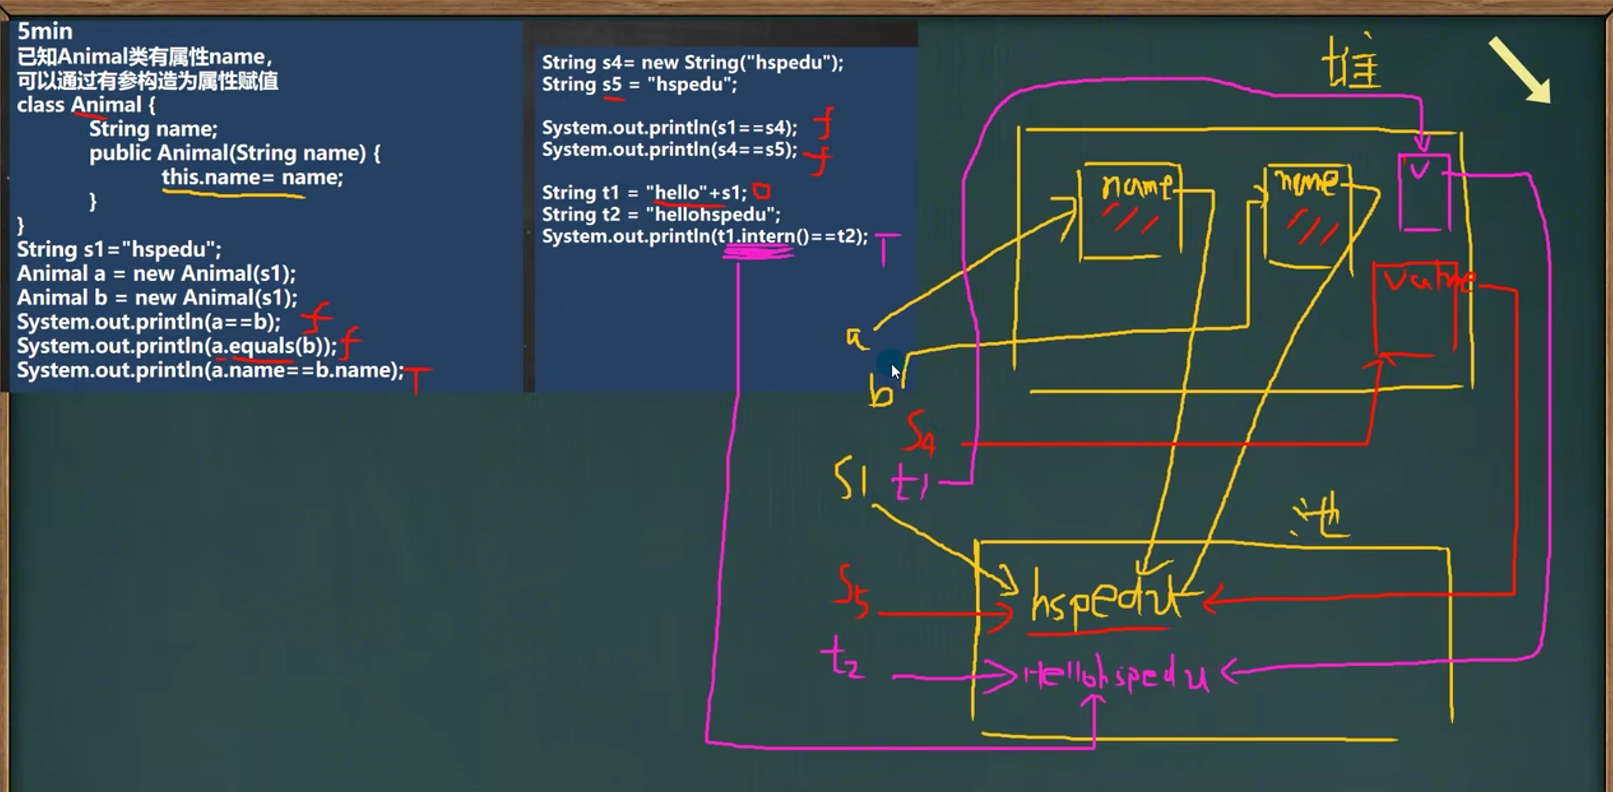 5min
已知Animal类有属性name，
可以通过有参构造为属性赋值
class Animal {
String name;
public Animal(String name) {
this.name= name;
}
}
String s1="hspedu";
Animal a = new Animal(s1);
Animal b = new Animal(s1);
System.out.println(a==b); f
System.out.println(a.equals(b)); f
System.out.println(a.name==b.name); T
String s4= new String("hspedu");
String s5 = "hspedu";
System.out.println(s1==s4); f
System.out.println(s4==s5); f
String t1 = "hello"+s1;
String t2 = "hellohspedu";
System.out.println(t1.intern()==t2); T
堆
name
name
v
value
a
b
S4
S1
t1
池
S5
hspedu
t2
Hellohspedu